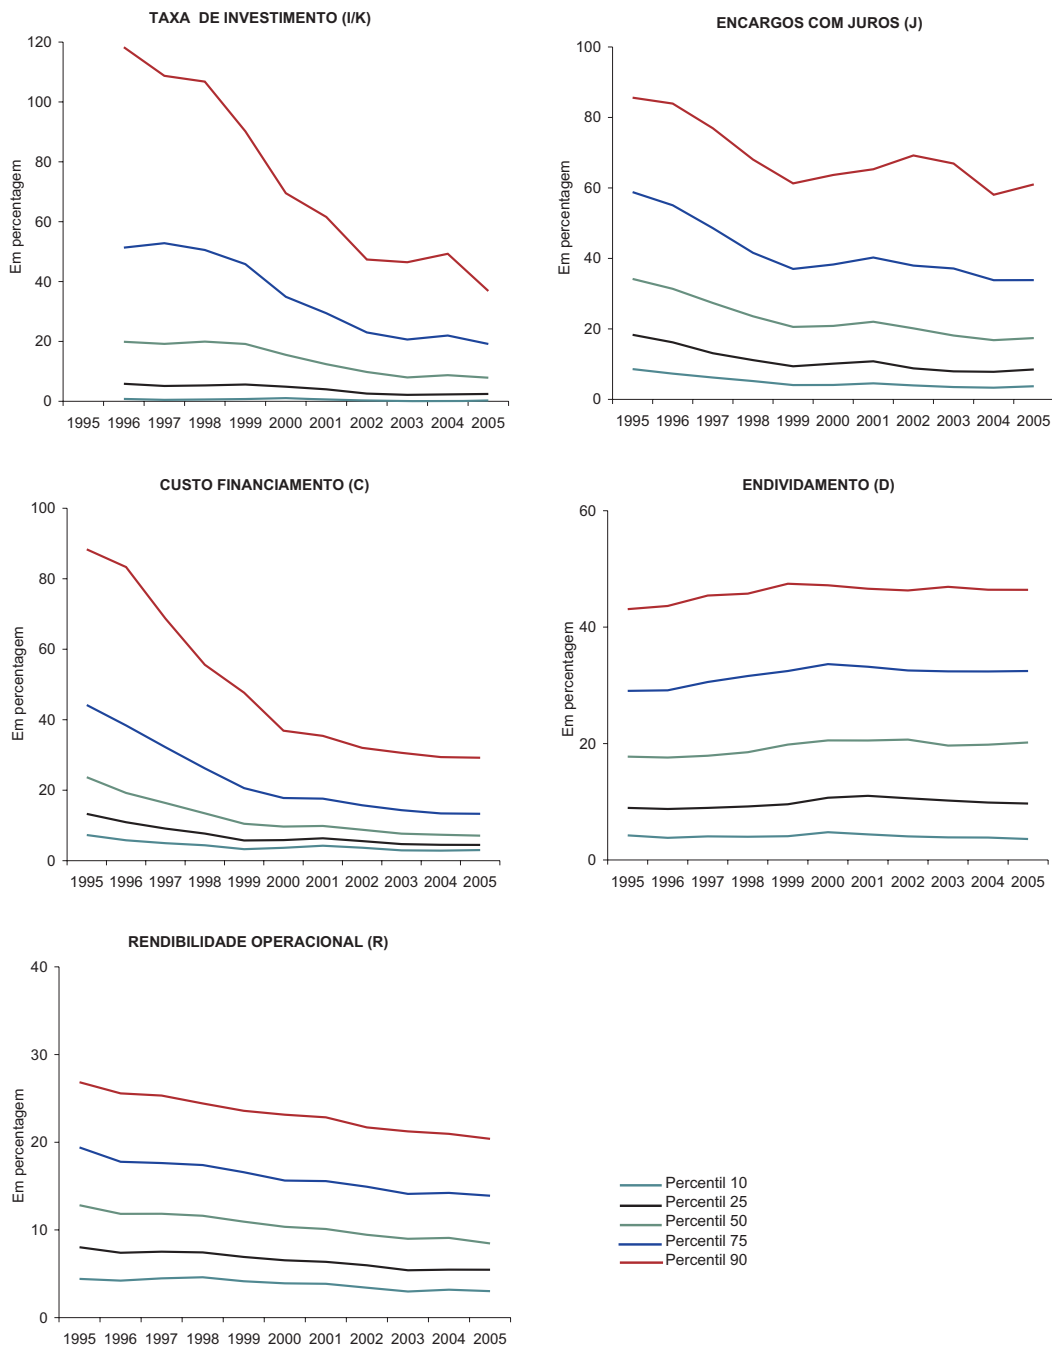 TAXA DE INVESTIMENTO (I/K)
Em percentagem
120
100
80
60
40
20
0
1995 1996 1997 1998 1999 2000 2001 2002 2003 2004 2005
ENCARGOS COM JUROS (J)
Em percentagem
100
80
60
40
20
0
1995 1996 1997 1998 1999 2000 2001 2002 2003 2004 2005
CUSTO FINANCIAMENTO (C)
Em percentagem
100
80
60
40
20
0
1995 1996 1997 1998 1999 2000 2001 2002 2003 2004 2005
ENDIVIDAMENTO (D)
Em percentagem
60
40
20
0
1995 1996 1997 1998 1999 2000 2001 2002 2003 2004 2005
RENDIBILIDADE OPERACIONAL (R)
Em percentagem
40
30
20
10
0
1995 1996 1997 1998 1999 2000 2001 2002 2003 2004 2005
Percentil 10
Percentil 25
Percentil 50
Percentil 75
Percentil 90